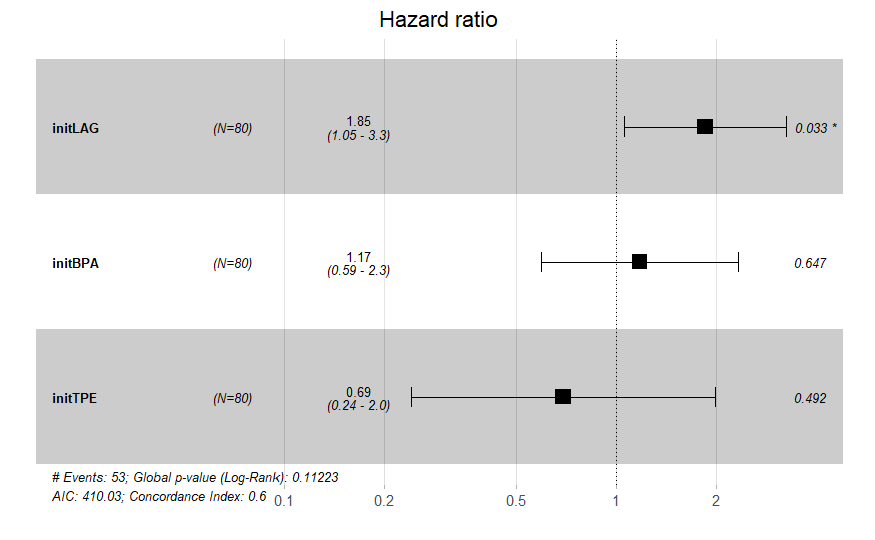 Hazard ratio
initLAG (N=80) 1.85 0.033 *
(1.05 - 3.3)
initBPA (N=80) 1.17 0.647
(0.59 - 2.3)
initTPE (N=80) 0.69 0.492
(0.24 - 2.0)
# Events: 53; Global p-value (Log-Rank): 0.11223
AIC: 410.03; Concordance Index: 0.6
0.1 0.2 0.5 1 2